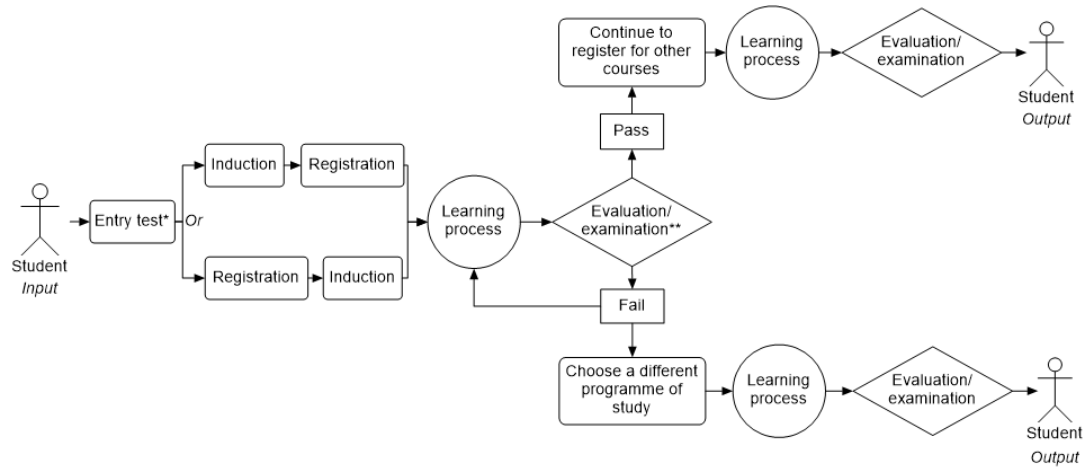 Student
Input
Entry test*
Or
Induction
Registration
Registration
Induction
Learning
process
Evaluation/
examination**
Pass
Continue to
register for other
courses
Learning
process
Evaluation/
examination
Student
Output
Fail
Choose a different
programme of
study
Learning
process
Evaluation/
examination
Student
Output